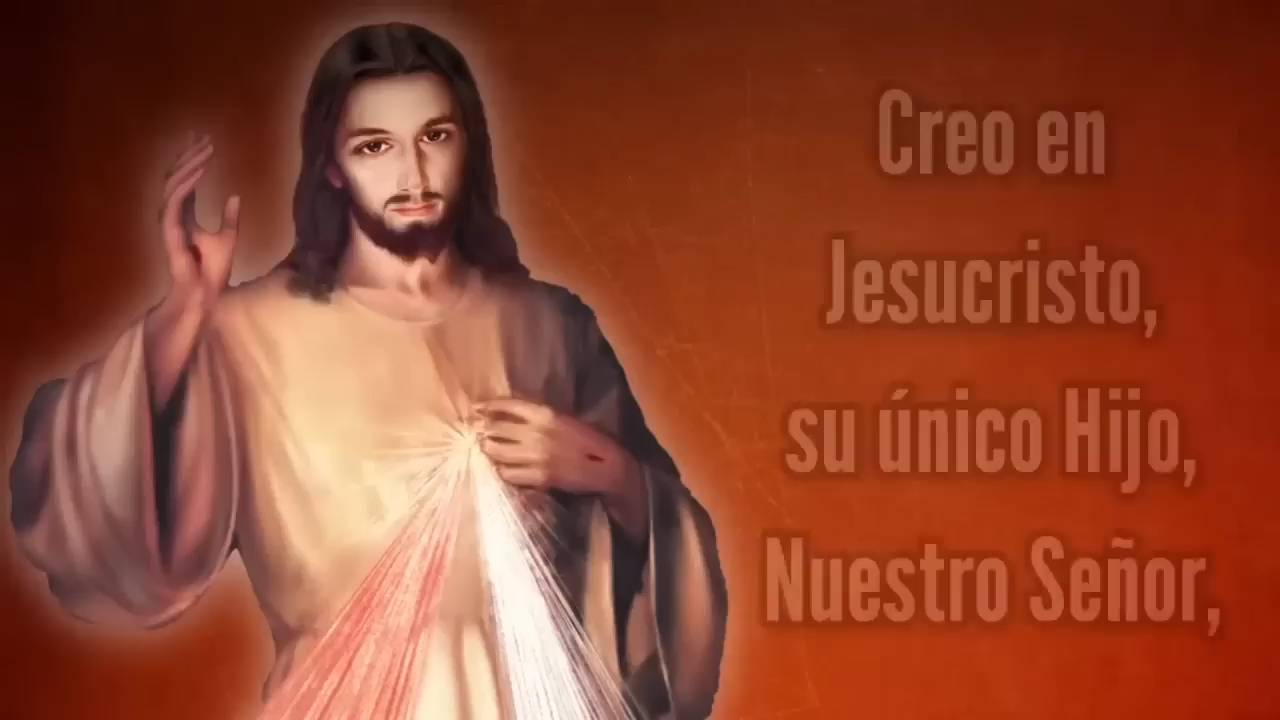 Creo en
Jesucristo,
su único Hijo,
Nuestro Señor,